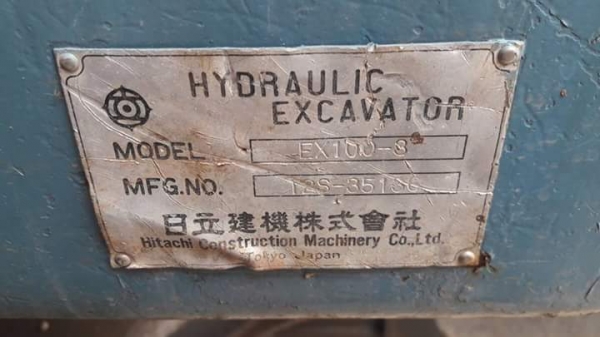 HYDRAULIC
EXCAVATOR
MODEL
MFG.NO.
日立建機株式會社
Hitachi Construction Machinery Co.,Ltd.
Tokyo Japan